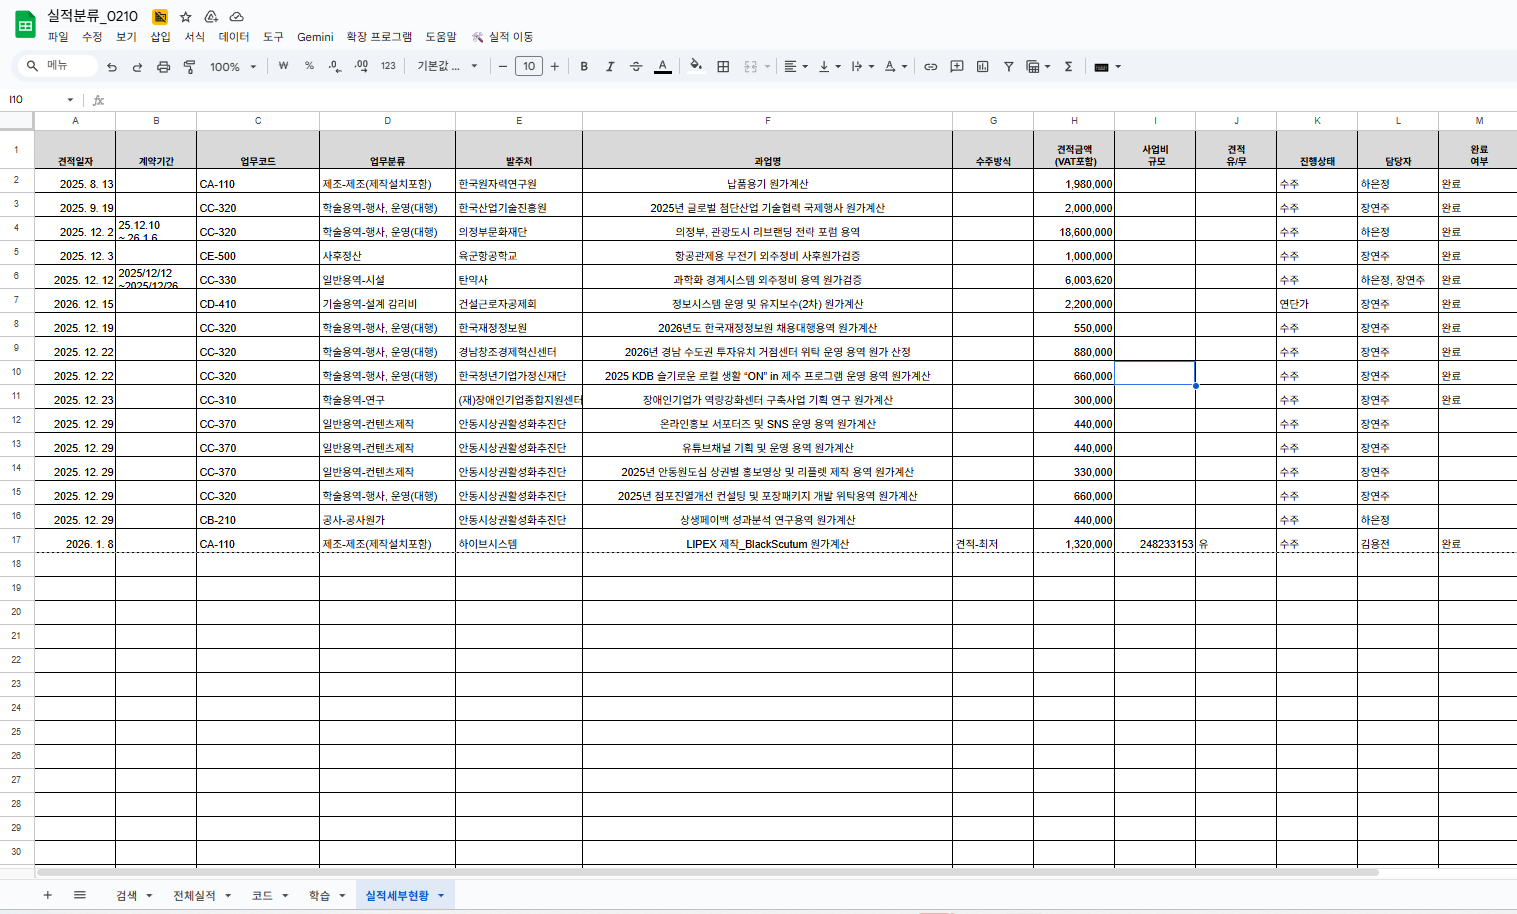 실적분류_0210
파일 수정 보기 삽입 서식 데이터 도구 Gemini 확장 프로그램 도움말 🛠 실적 이동
메뉴 100% ₩ % .0 .00 123 기본값 ... − 10 + B I A Σ
I10 fx
A B C D E F G H I J K L M
1 견적일자 계약기간 업무코드 업무분류 발주처 과업명 수주방식 견적금액 (VAT포함) 사업비 규모 견적 유/무 진행상태 담당자 완료 여부
2 2025. 8. 13 CA-110 제조-제조(제작설치포함) 한국원자력연구원 납품용기 원가계산 1,980,000 수주 하은정 완료
3 2025. 9. 19 CC-320 학술용역-행사, 운영(대행) 한국산업기술진흥원 2025년 글로벌 첨단산업 기술협력 국제행사 원가계산 2,000,000 수주 장연주 완료
4 2025. 12. 2 25.12.10 ~ 26.1.6 CC-320 학술용역-행사, 운영(대행) 의정부문화재단 의정부, 관광도시 리브랜딩 전략 포럼 용역 18,600,000 수주 하은정 완료
5 2025. 12. 3 CE-500 사후정산 육군항공학교 항공관제용 무전기 외주정비 사후원가검증 1,000,000 수주 장연주 완료
6 2025. 12. 12 2025/12/12 ~2025/12/26 CC-330 일반용역-시설 탄약사 과학화 경계시스템 외주정비 용역 원가검증 6,003,620 수주 하은정, 장연주 완료
7 2026. 12. 15 CD-410 기술용역-설계 감리비 건설근로자공제회 정보시스템 운영 및 유지보수(2차) 원가계산 2,200,000 연단가 장연주 완료
8 2025. 12. 19 CC-320 학술용역-행사, 운영(대행) 한국재정정보원 2026년도 한국재정정보원 채용대행용역 원가계산 550,000 수주 장연주 완료
9 2025. 12. 22 CC-320 학술용역-행사, 운영(대행) 경남창조경제혁신센터 2026년 경남 수도권 투자유치 거점센터 위탁 운영 용역 원가 산정 880,000 수주 장연주 완료
10 2025. 12. 22 CC-320 학술용역-행사, 운영(대행) 한국청년기업가정신재단 2025 KDB 슬기로운 로컬 생활 “ON” in 제주 프로그램 운영 용역 원가계산 660,000 수주 장연주 완료
11 2025. 12. 23 CC-310 학술용역-연구 (재)장애인기업종합지원센터 장애인기업가 역량강화센터 구축사업 기획 연구 원가계산 300,000 수주 장연주 완료
12 2025. 12. 29 CC-370 일반용역-컨텐츠제작 안동시상권활성화추진단 온라인홍보 서포터즈 및 SNS 운영 용역 원가계산 440,000 수주 장연주
13 2025. 12. 29 CC-370 일반용역-컨텐츠제작 안동시상권활성화추진단 유튜브채널 기획 및 운영 용역 원가계산 440,000 수주 장연주
14 2025. 12. 29 CC-370 일반용역-컨텐츠제작 안동시상권활성화추진단 2025년 안동원도심 상권별 홍보영상 및 리플렛 제작 용역 원가계산 330,000 수주 장연주
15 2025. 12. 29 CC-320 학술용역-행사, 운영(대행) 안동시상권활성화추진단 2025년 점포진열개선 컨설팅 및 포장패키지 개발 위탁용역 원가계산 660,000 수주 장연주
16 2025. 12. 29 CB-210 공사-공사원가 안동시상권활성화추진단 상생페이백 성과분석 연구용역 원가계산 440,000 수주 하은정
17 2026. 1. 8 CA-110 제조-제조(제작설치포함) 하이브시스템 LIPEX 제작_BlackScutum 원가계산 견적-최저 1,320,000 248233153 유 수주 김용전 완료
18
19
20
21
22
23
24
25
26
27
28
29
30
+ 검색 전체실적 코드 학습 실적세부현황